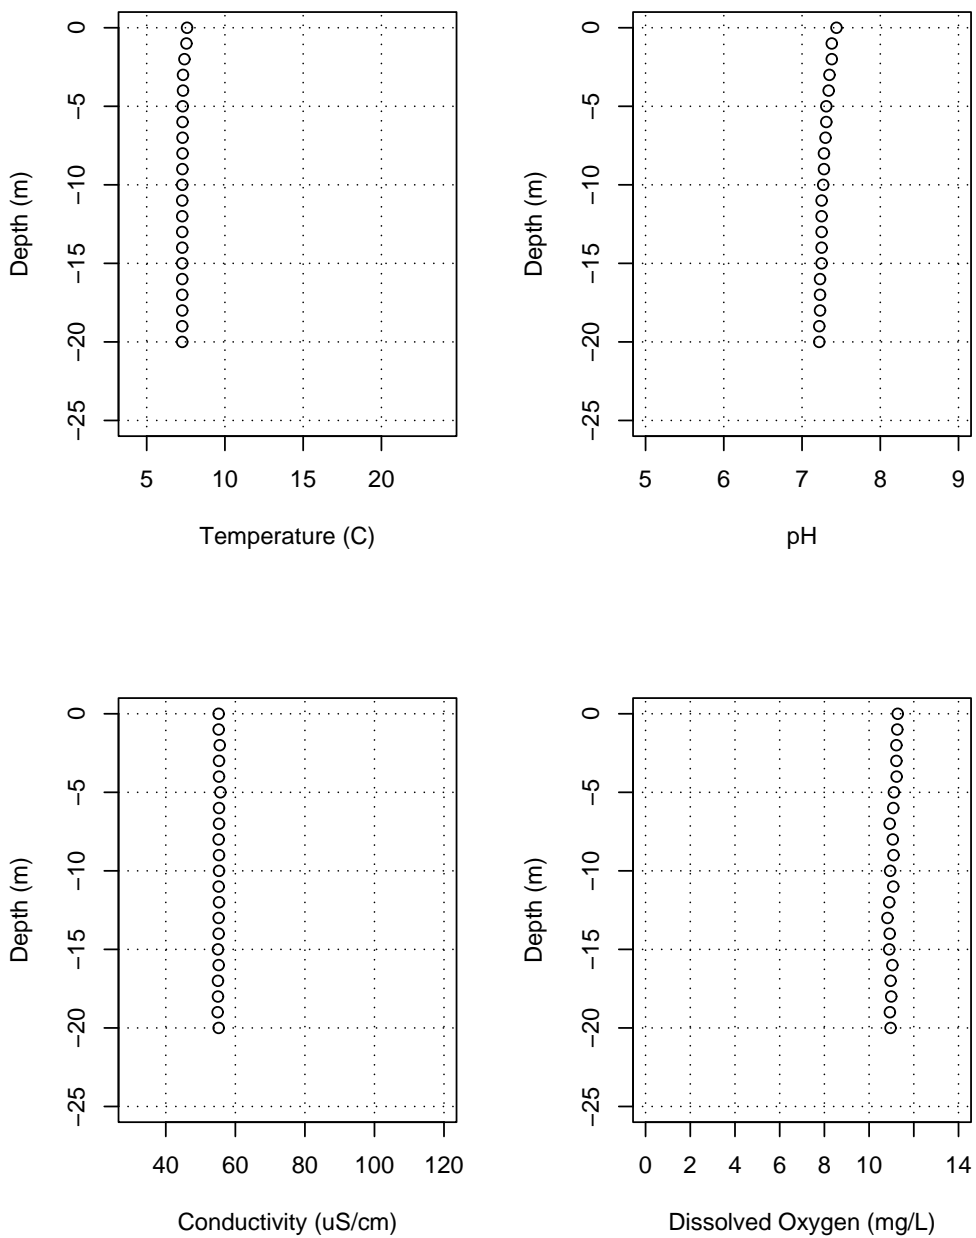 0
−5
−10
−15
−20
−25
Depth (m)
5 10 15 20
Temperature (C)
0
−5
−10
−15
−20
−25
Depth (m)
5 6 7 8 9
pH
0
−5
−10
−15
−20
−25
Depth (m)
40 60 80 100 120
Conductivity (uS/cm)
0
−5
−10
−15
−20
−25
Depth (m)
0 2 4 6 8 10 14
Dissolved Oxygen (mg/L)